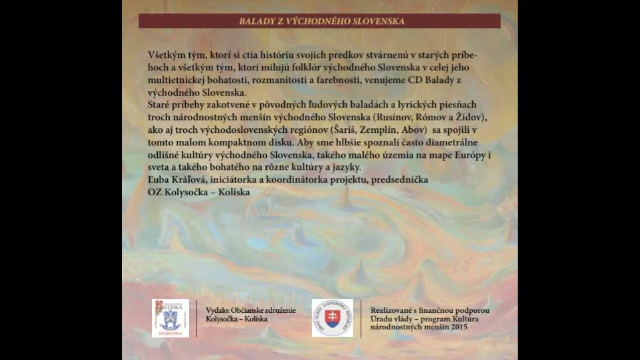 BALADY Z VÝCHODNÉHO SLOVENSKA
Všetkým tým, ktorí si ctia históriu svojich predkov stvárnenú v starých príbe-
hoch a všetkým tým, ktorí milujú folklór východného Slovenska v celej jeho
multietnickej bohatosti, rozmanitosti a farebnosti, venujeme CD Balady z
východného Slovenska.
Staré príbehy zakotvené v pôvodných ľudových baladách a lyrických piesňach
troch národnostných menšín východného Slovenska (Rusínov, Rómov a Židov),
ako aj troch východoslovenských regiónov (Šariš, Zemplín, Abov) sa spojili v
tomto malom kompaktnom disku. Aby sme hlbšie spoznali často diametrálne
odlišné kultúry východného Slovenska, takého malého územia na mape Európy i
sveta a takého bohatého na rôzne kultúry a jazyky.
Ľuba Kráľová, iniciátorka a koordinátorka projektu, predsedníčka
OZ Kolysočka – Kolíska
Vydalo: Občianske združenie
Kolysočka – Kolíska
Realizované s finančnou podporou
Úradu vlády – program Kultúra
národnostných menšín 2015